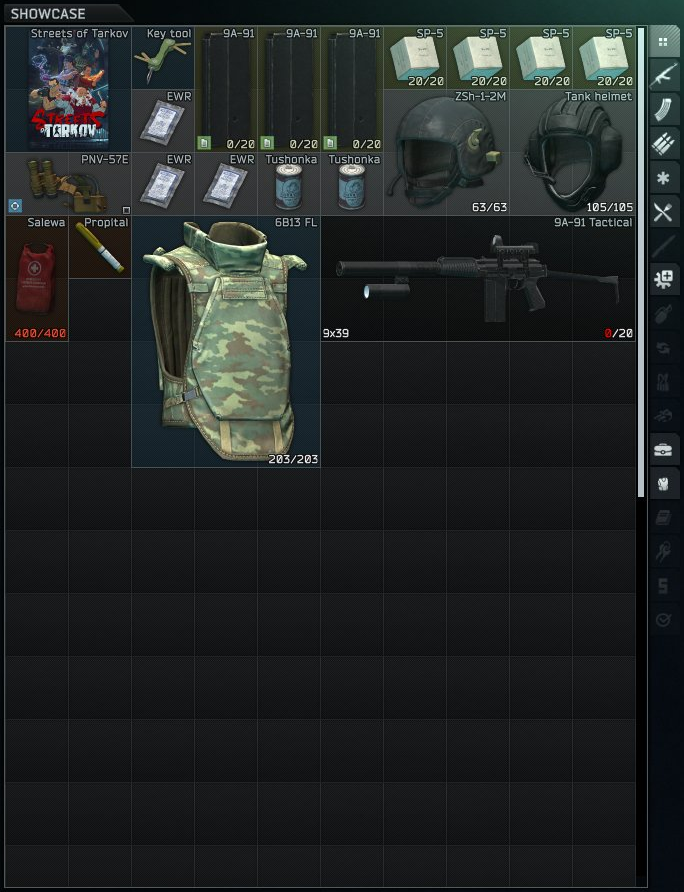 SHOWCASE
Streets of Tarkov
Key tool
9A-91
9A-91
9A-91
SP-5
SP-5
SP-5
SP-5
20/20
20/20
20/20
20/20
STREETS
OF TARKOV
EWR
ZSh-1-2M
Tank helmet
0/20
0/20
0/20
PNV-57E
EWR
EWR
Tushonka
Tushonka
63/63
105/105
Salewa
Propital
6B13 FL
9A-91 Tactical
400/400
9x39
0/20
203/203